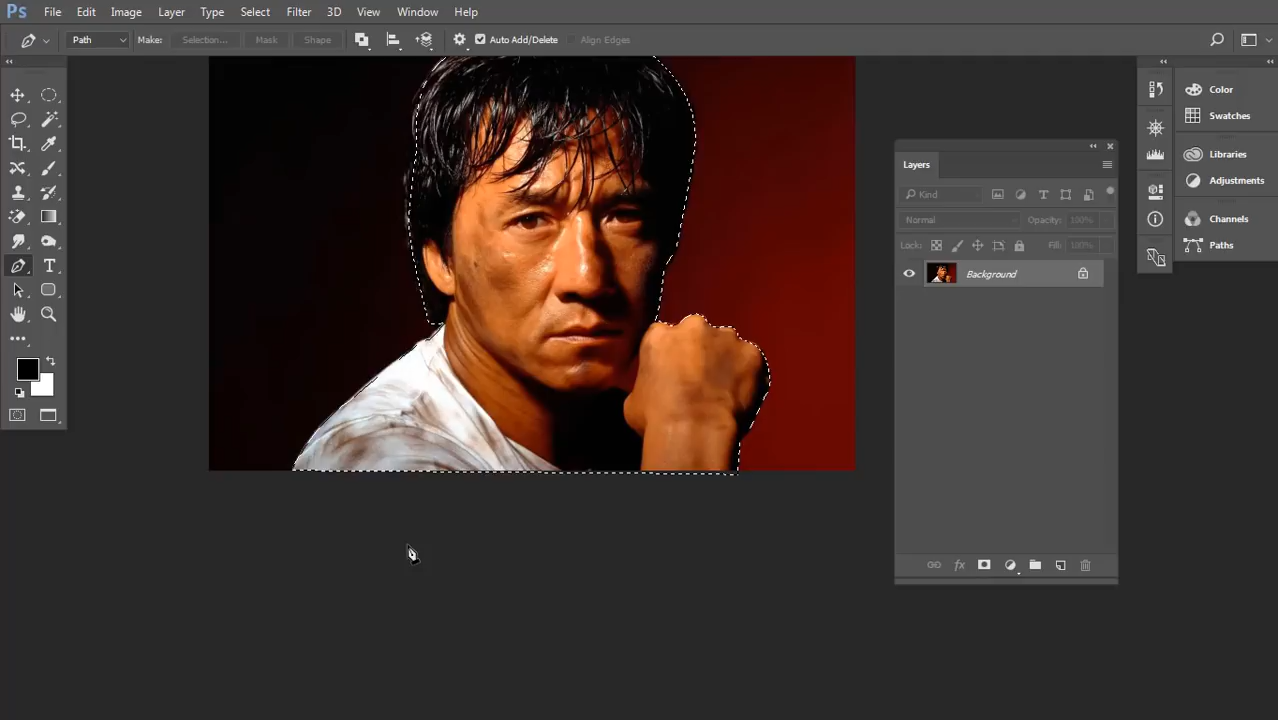 Ps File Edit Image Layer Type Select Filter 3D View Window Help
Path Make: Selection... Mask Shape Auto Add/Delete Align Edges
Color
Swatches
Libraries
Adjustments
Channels
Paths
Layers
Kind
Normal Opacity: 100%
Lock: Fill: 100%
Background